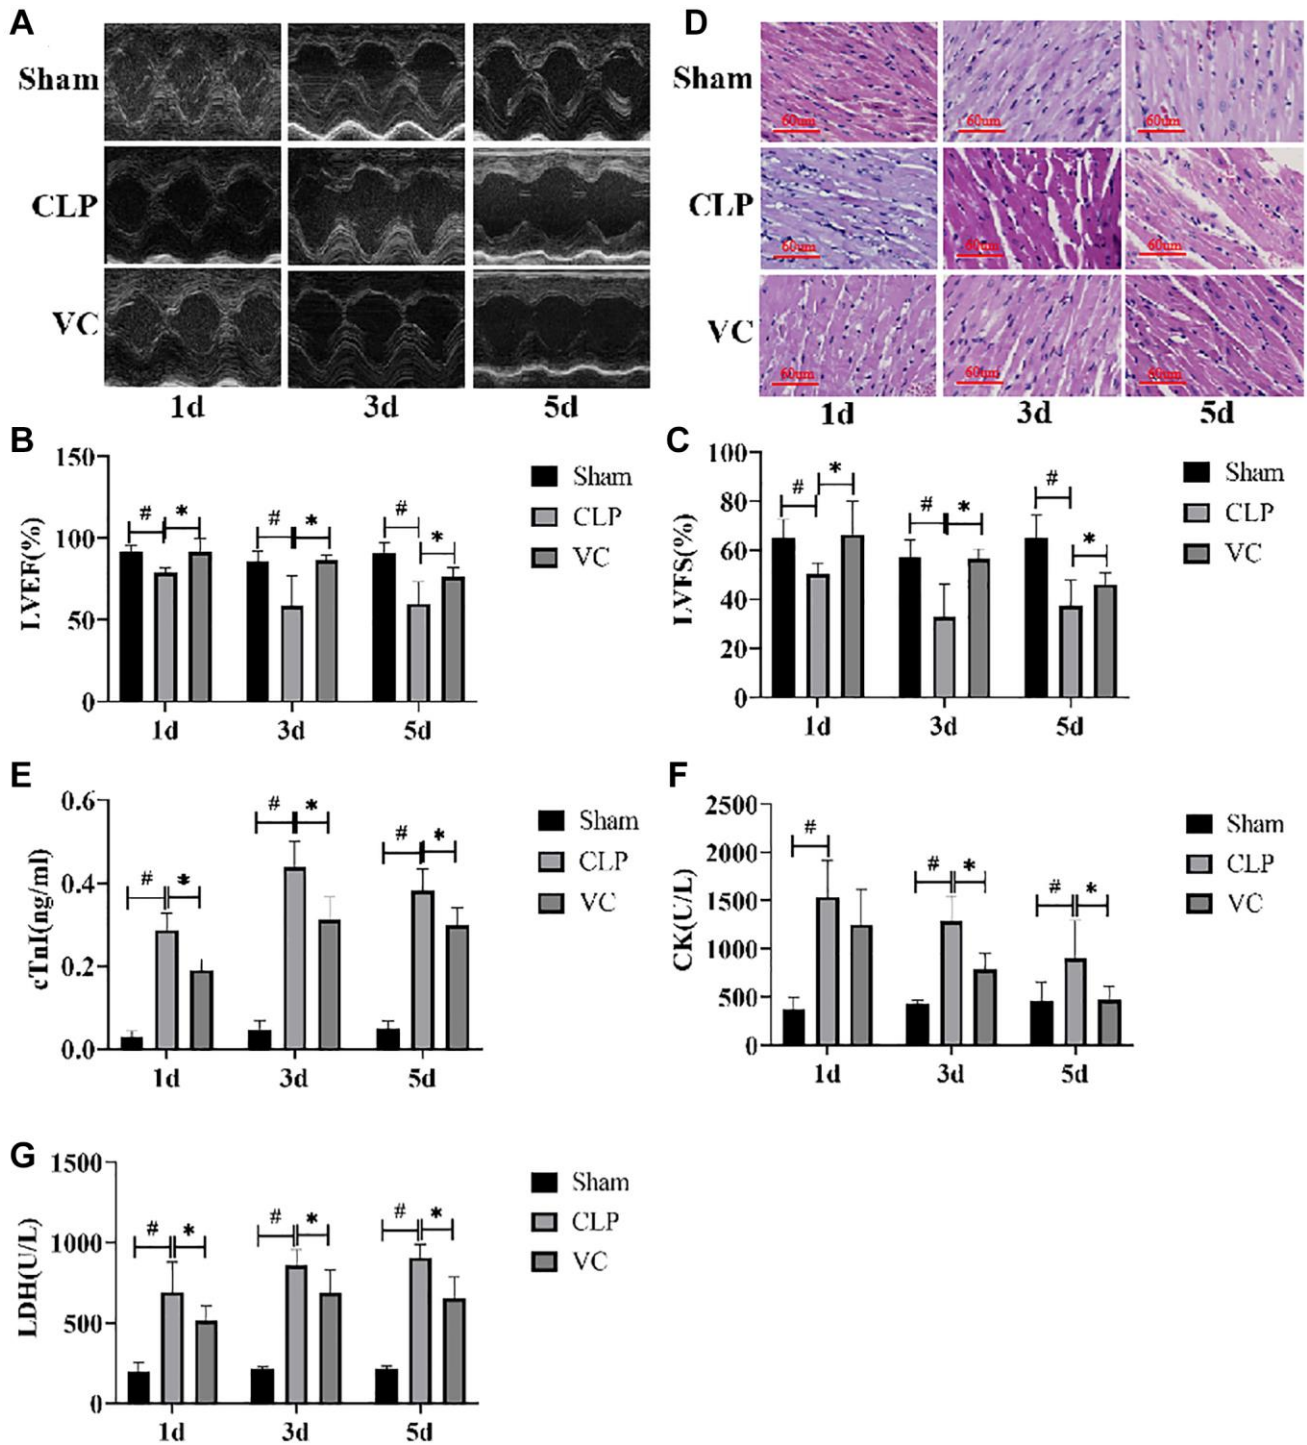 A
Sham
CLP
VC
1d 3d 5d
D
Sham
60um 60um 60um
CLP
60um 60um 60um
VC
60um 60um 60um
1d 3d 5d
B
LVEF(%)
150
100
50
0
# * # * # *
1d 3d 5d
Sham
CLP
VC
C
LVFS(%)
100
80
60
40
20
0
# * # * # *
1d 3d 5d
Sham
CLP
VC
E
cTnI(ng/ml)
0.6
0.4
0.2
0.0
# * # * # *
1d 3d 5d
Sham
CLP
VC
F
CK(U/L)
2500
2000
1500
1000
500
0
# # * # *
1d 3d 5d
Sham
CLP
VC
G
LDH(U/L)
1500
1000
500
0
# * # * # *
1d 3d 5d
Sham
CLP
VC